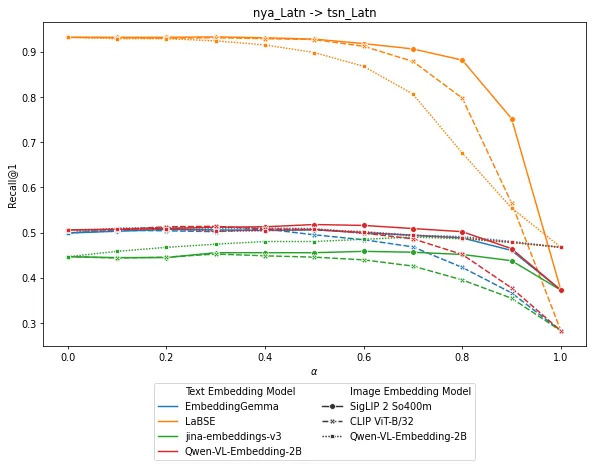 nya_Latn -> tsn_Latn
Recall@1
0.9
0.8
0.7
0.6
0.5
0.4
0.3
0.0
0.2
0.4
0.6
0.8
1.0
α
Text Embedding Model
EmbeddingGemma
LaBSE
jina-embeddings-v3
Qwen-VL-Embedding-2B
Image Embedding Model
SigLIP 2 So400m
CLIP ViT-B/32
Qwen-VL-Embedding-2B